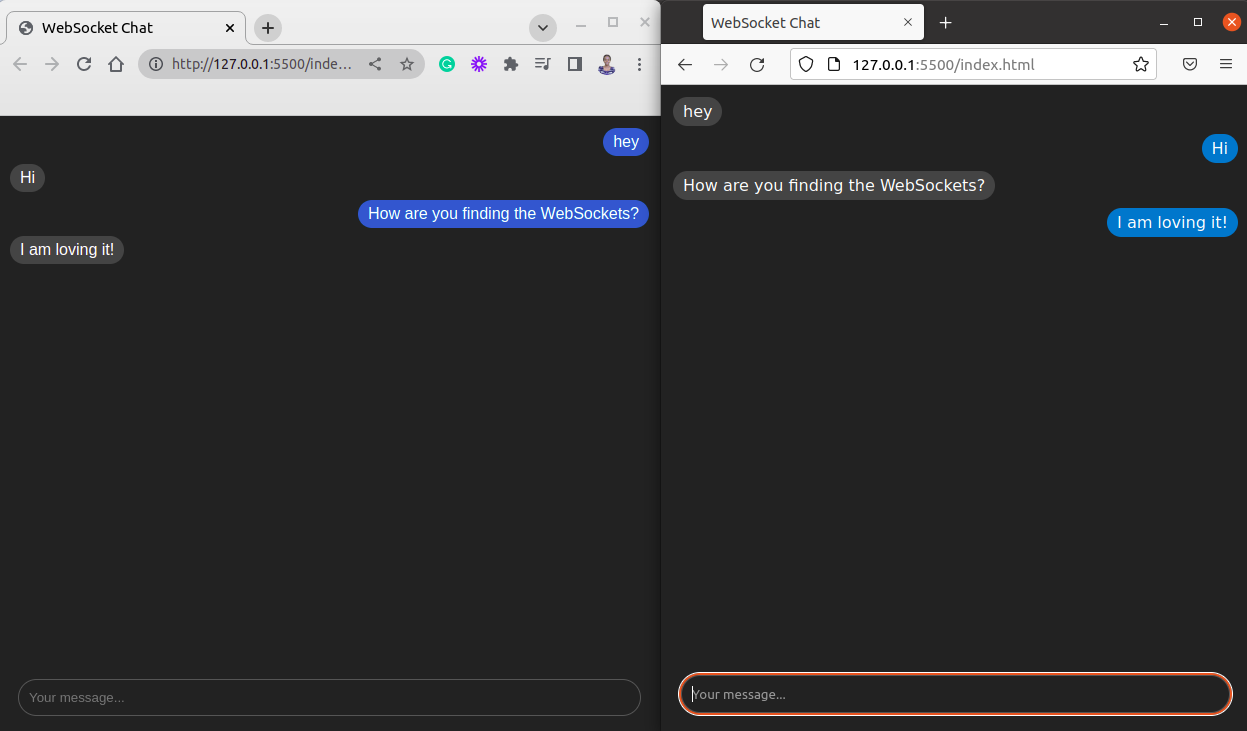 WebSocket Chat
http://127.0.0.1:5500/inde...
hey
Hi
How are you finding the WebSockets?
I am loving it!
Your message...
WebSocket Chat
127.0.0.1:5500/index.html
hey
Hi
How are you finding the WebSockets?
I am loving it!
Your message...